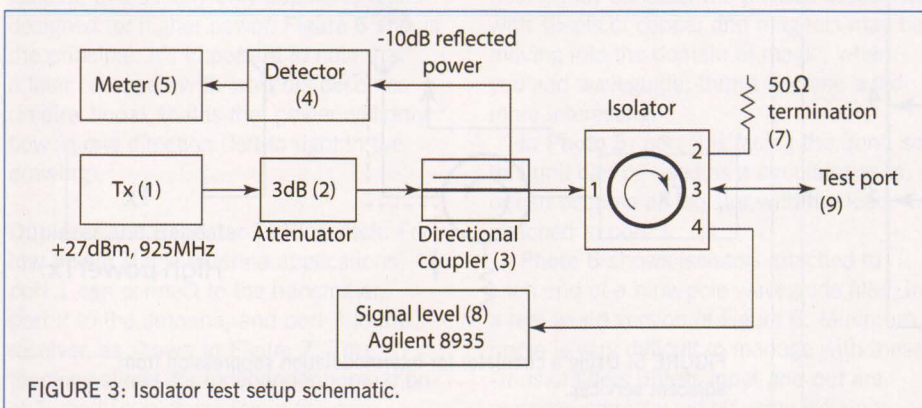 -10dB reflected
power
Meter (5)
Detector
(4)
Isolator
50Ω
termination
(7)
Tx (1)
3dB (2)
1
2
3
4
Test port
(9)
+27dBm, 925MHz
Attenuator
Directional
coupler (3)
Signal level (8)
Agilent 8935
FIGURE 3: Isolator test setup schematic.